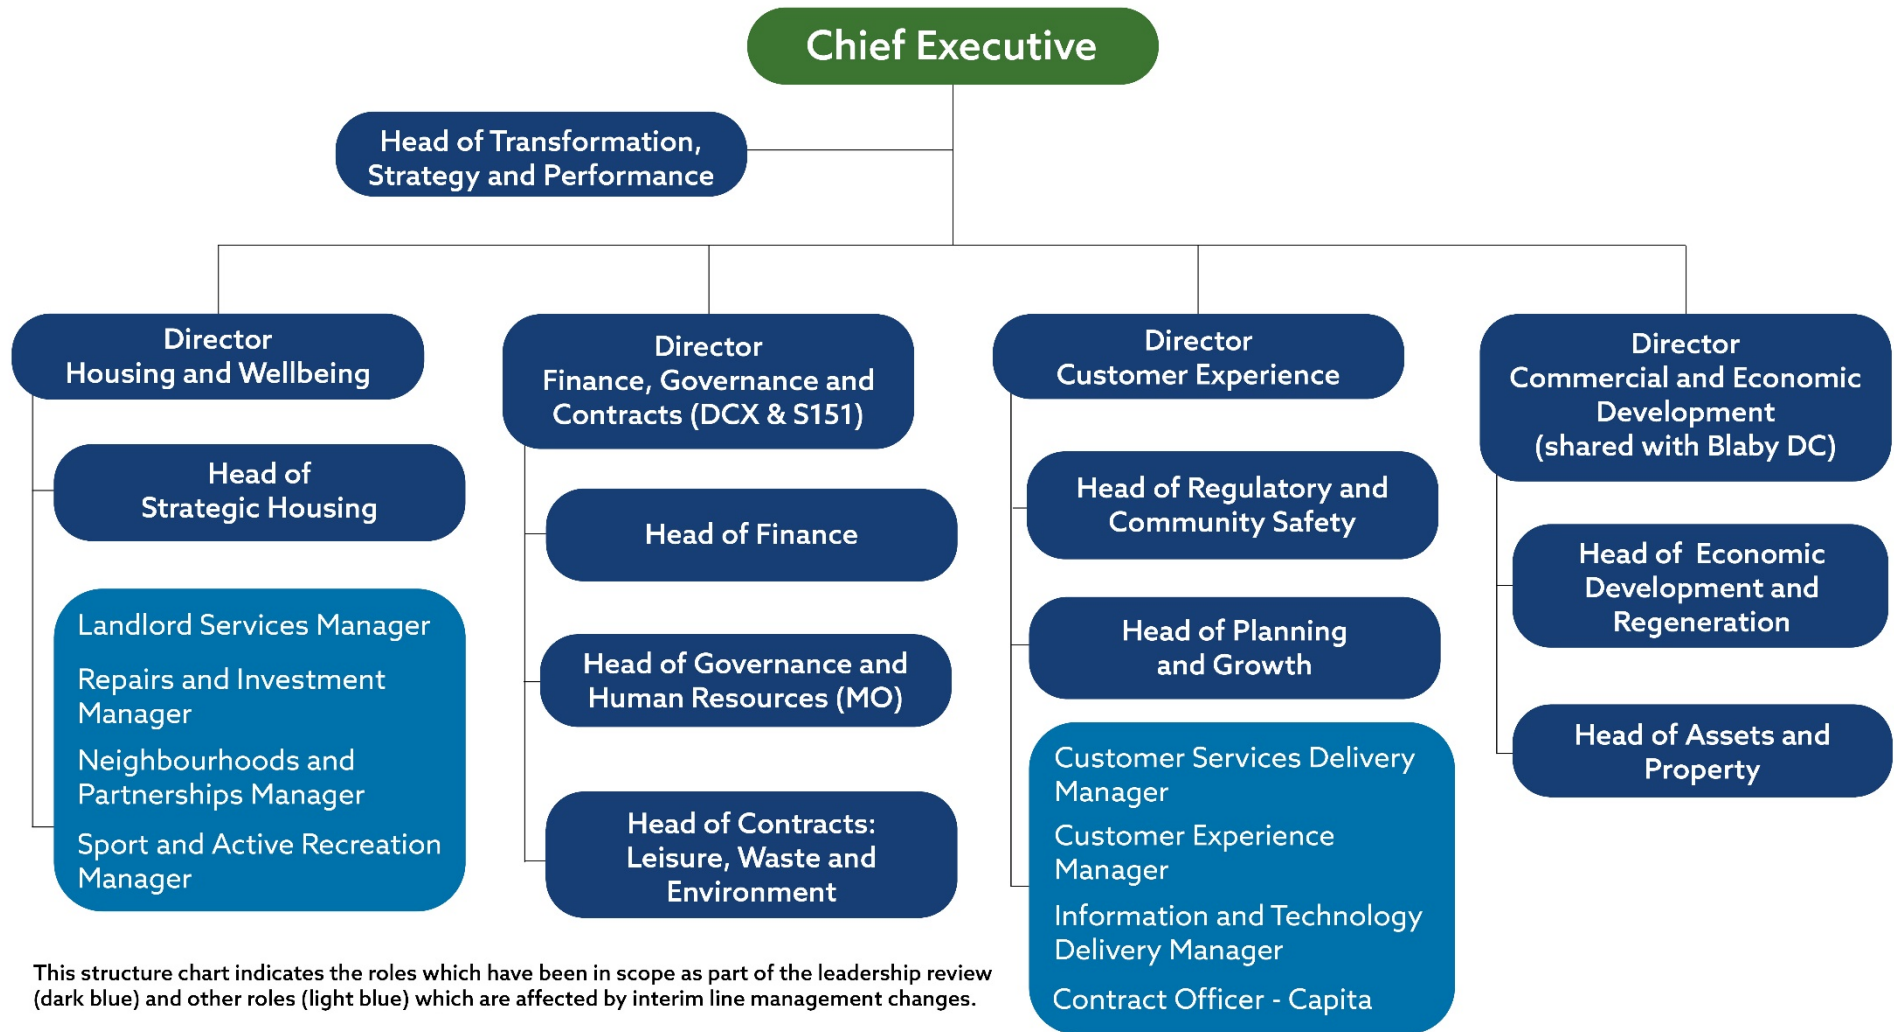 Chief Executive
Head of Transformation,
Strategy and Performance
Director
Housing and Wellbeing
Head of
Strategic Housing
Landlord Services Manager
Repairs and Investment
Manager
Neighbourhoods and
Partnerships Manager
Sport and Active Recreation
Manager
Director
Finance, Governance and
Contracts (DCX & S151)
Head of Finance
Head of Governance and
Human Resources (MO)
Head of Contracts:
Leisure, Waste and
Environment
Director
Customer Experience
Head of Regulatory and
Community Safety
Head of Planning
and Growth
Customer Services Delivery
Manager
Customer Experience
Manager
Information and Technology
Delivery Manager
Contract Officer - Capita
Director
Commercial and Economic
Development
(shared with Blaby DC)
Head of Economic
Development and
Regeneration
Head of Assets and
Property
This structure chart indicates the roles which have been in scope as part of the leadership review
(dark blue) and other roles (light blue) which are affected by interim line management changes.